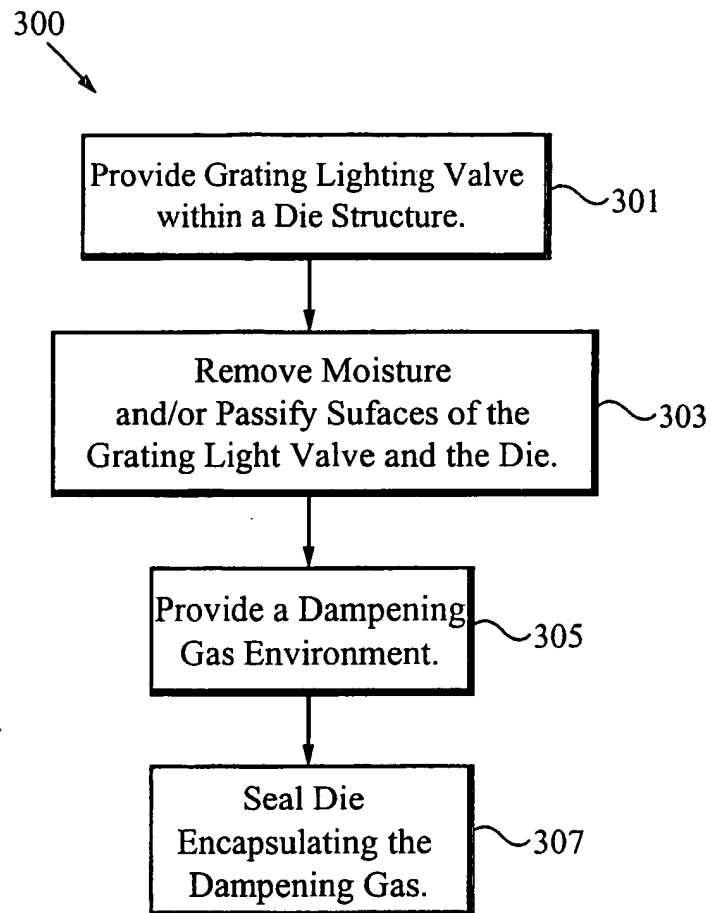 300
Provide Grating Lighting Valve
within a Die Structure.
301
Remove Moisture
and/or Passify Sufaces of the
Grating Light Valve and the Die.
303
Provide a Dampening
Gas Environment.
305
Seal Die
Encapsulating the
Dampening Gas.
307